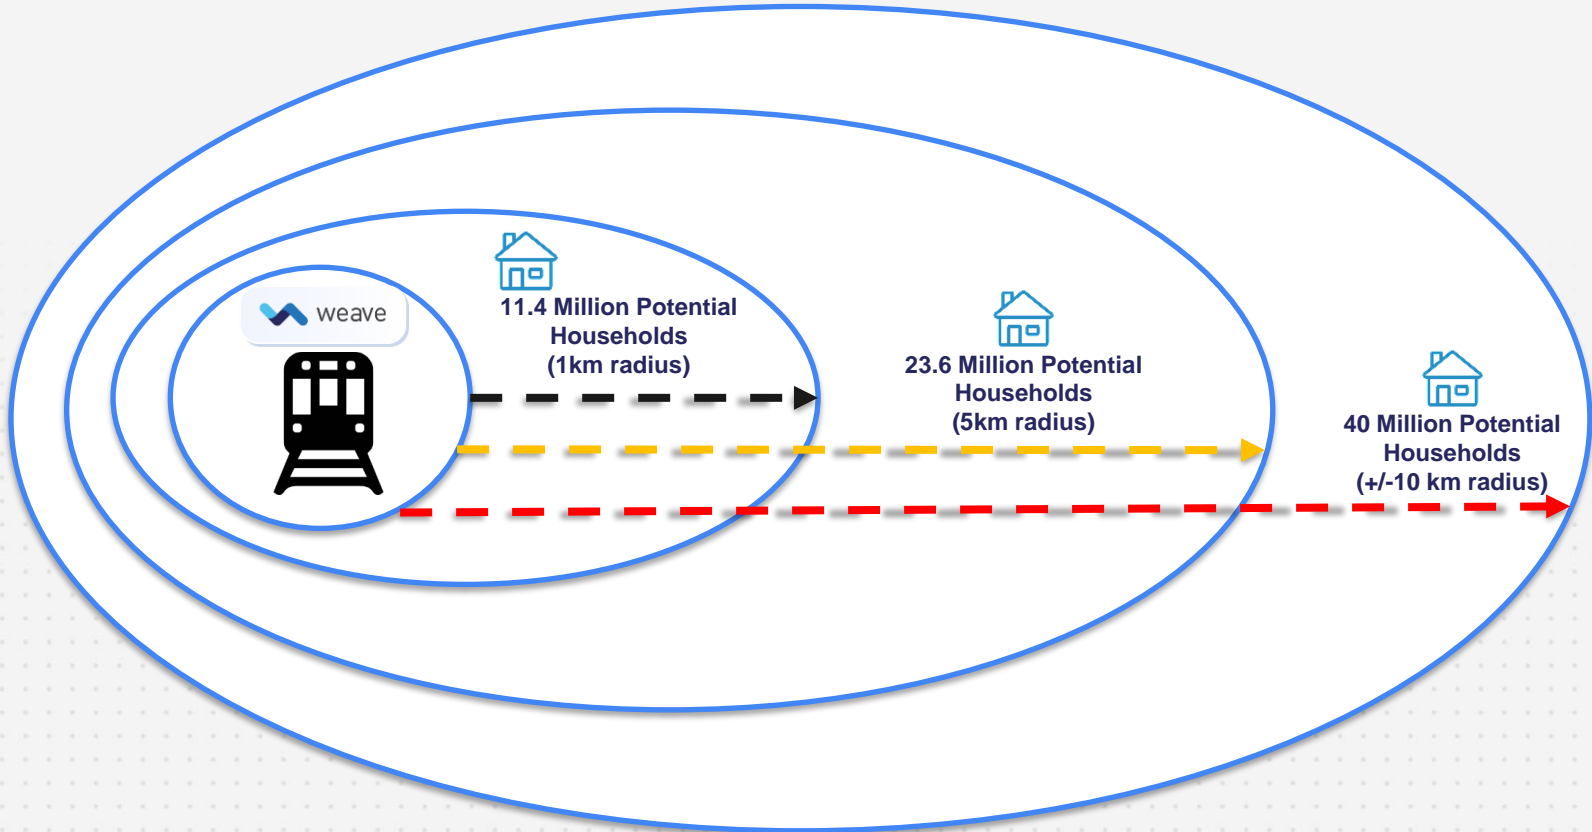 weave
11.4 Million Potential
Households
(1km radius)
23.6 Million Potential
Households
(5km radius)
40 Million Potential
Households
(+/-10 km radius)